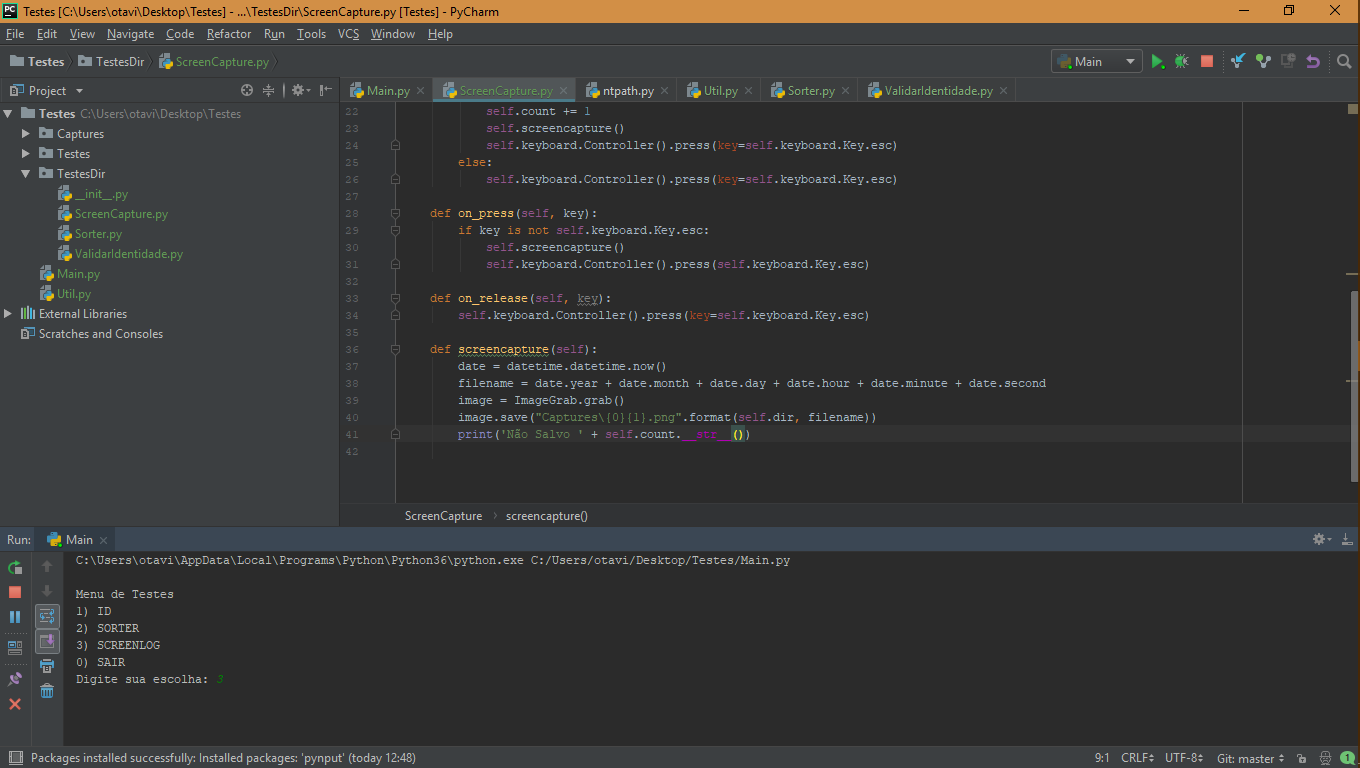 Testes [C:\Users\otavi\Desktop\Testes] - ...\TestesDir\ScreenCapture.py [Testes] - PyCharm
File Edit View Navigate Code Refactor Run Tools VCS Window Help
Testes TestesDir ScreenCapture.py Main
Project Main.py ScreenCapture.py ntpath.py Util.py Sorter.py ValidarIdentidade.py
Testes C:\Users\otavi\Desktop\Testes
Captures
Testes
TestesDir
__init__.py
ScreenCapture.py
Sorter.py
ValidarIdentidade.py
Main.py
Util.py
External Libraries
Scratches and Consoles
22 self.count += 1
23 self.screencapture()
24 self.keyboard.Controller().press(key=self.keyboard.Key.esc)
25 else:
26 self.keyboard.Controller().press(key=self.keyboard.Key.esc)
27
28 def on_press(self, key):
29 if key is not self.keyboard.Key.esc:
30 self.screencapture()
31 self.keyboard.Controller().press(self.keyboard.Key.esc)
32
33 def on_release(self, key):
34 self.keyboard.Controller().press(key=self.keyboard.Key.esc)
35
36 def screencapture(self):
37 date = datetime.datetime.now()
38 filename = date.year + date.month + date.day + date.hour + date.minute + date.second
39 image = ImageGrab.grab()
40 image.save("Captures\{0}{1}.png".format(self.dir, filename))
41 print('Não Salvo ' + self.count.__str__())
42
ScreenCapture screencapture()
Run: Main
C:\Users\otavi\AppData\Local\Programs\Python\Python36\python.exe C:/Users/otavi/Desktop/Testes/Main.py
Menu de Testes
1) ID
2) SORTER
3) SCREENLOG
0) SAIR
Digite sua escolha: 3
Packages installed successfully: Installed packages: 'pynput' (today 12:48) 9:1 CRLF UTF-8 Git: master 1